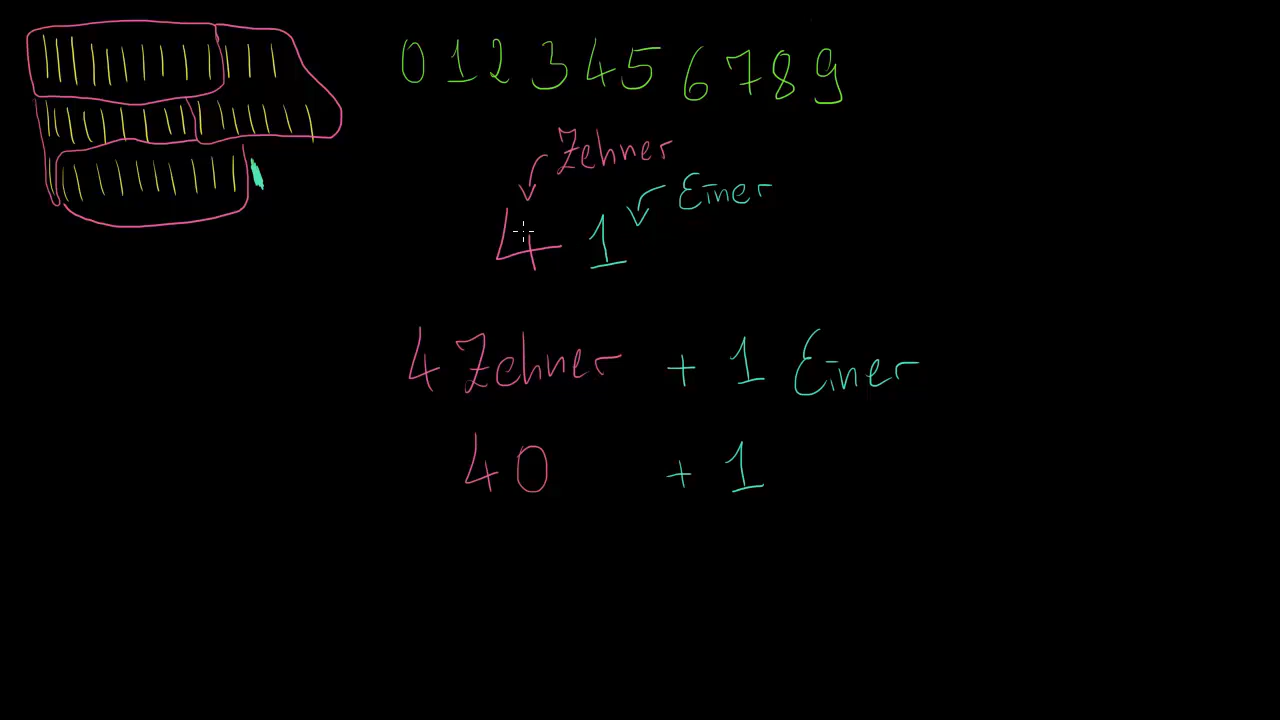 0 1 2 3 4 5 6 7 8 9
Zehner
Einer
4 1
4 Zehner + 1 Einer
40 + 1